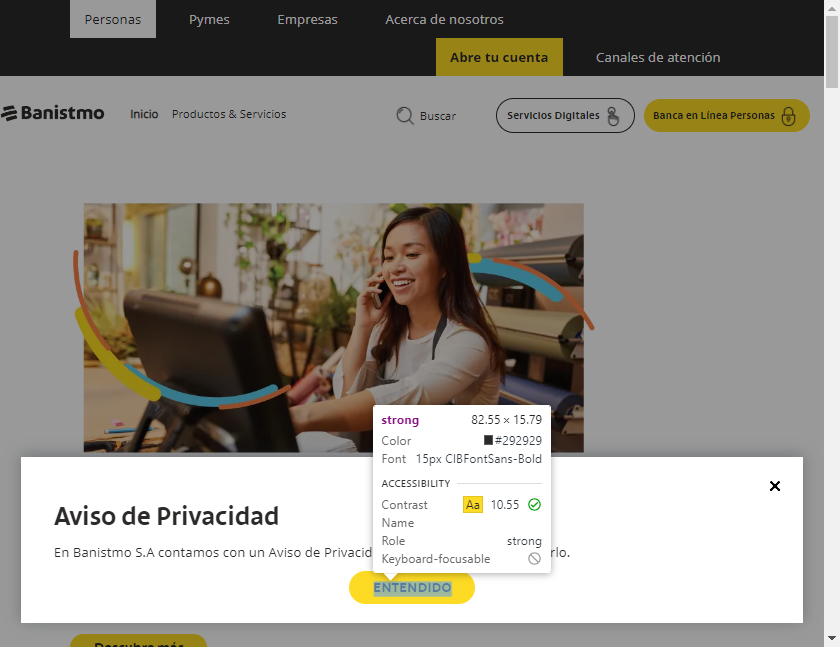 Personas Pymes Empresas Acerca de nosotros
Abre tu cuenta Canales de atención
Banistmo Inicio Productos & Servicios Buscar Servicios Digitales Banca en Línea Personas
strong 82.55 × 15.79
Color #292929
Font 15px CIBFontSans-Bold
ACCESSIBILITY
Contrast Aa 10.55
Name
Role strong
Keyboard-focusable
Aviso de Privacidad
En Banistmo S.A contamos con un Aviso de Privacid rlo.
ENTENDIDO
Descubre más